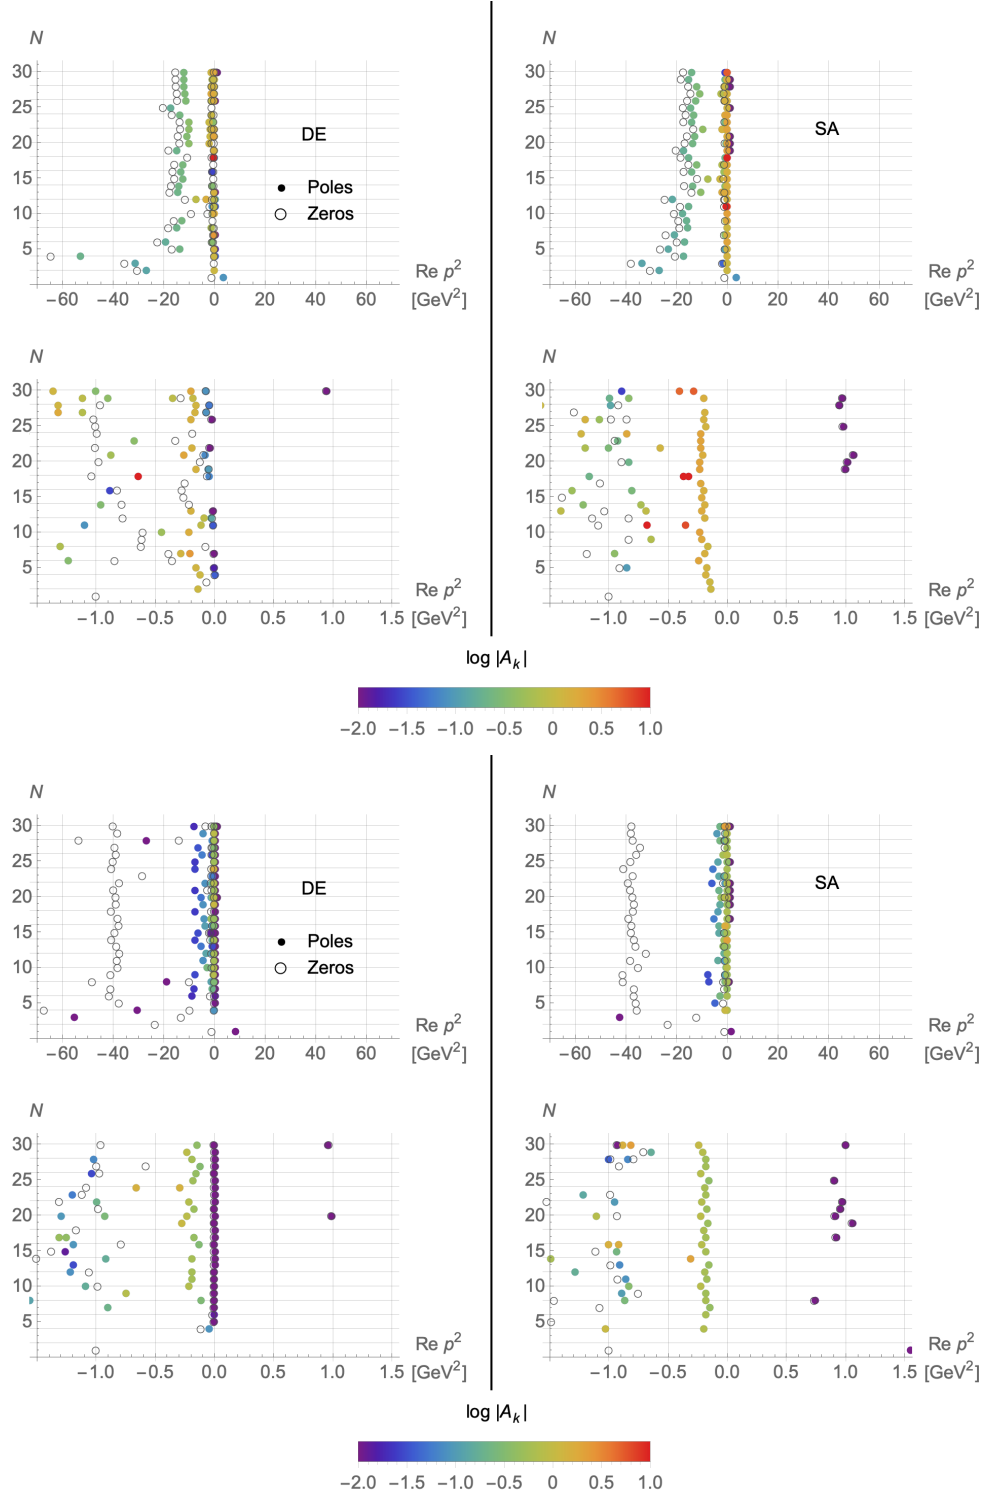 N N
30 30
25 25
DE SA
20 20
15 Poles 15
10 Zeros 10
5 5
Re p² Re p²
−60 −40 −20 0 20 40 60 [GeV²] −60 −40 −20 0 20 40 60 [GeV²]
N N
30 30
25 25
20 20
15 15
10 10
5 5
Re p² Re p²
−1.0 −0.5 0.0 0.5 1.0 1.5 [GeV²] −1.0 −0.5 0.0 0.5 1.0 1.5 [GeV²]
log |A_k|
−2.0 −1.5 −1.0 −0.5 0 0.5 1.0
N N
30 30
25 25
DE SA
20 20
15 Poles 15
10 Zeros 10
5 5
Re p² Re p²
−60 −40 −20 0 20 40 60 [GeV²] −60 −40 −20 0 20 40 60 [GeV²]
N N
30 30
25 25
20 20
15 15
10 10
5 5
Re p² Re p²
−1.0 −0.5 0.0 0.5 1.0 1.5 [GeV²] −1.0 −0.5 0.0 0.5 1.0 1.5 [GeV²]
log |A_k|
−2.0 −1.5 −1.0 −0.5 0 0.5 1.0